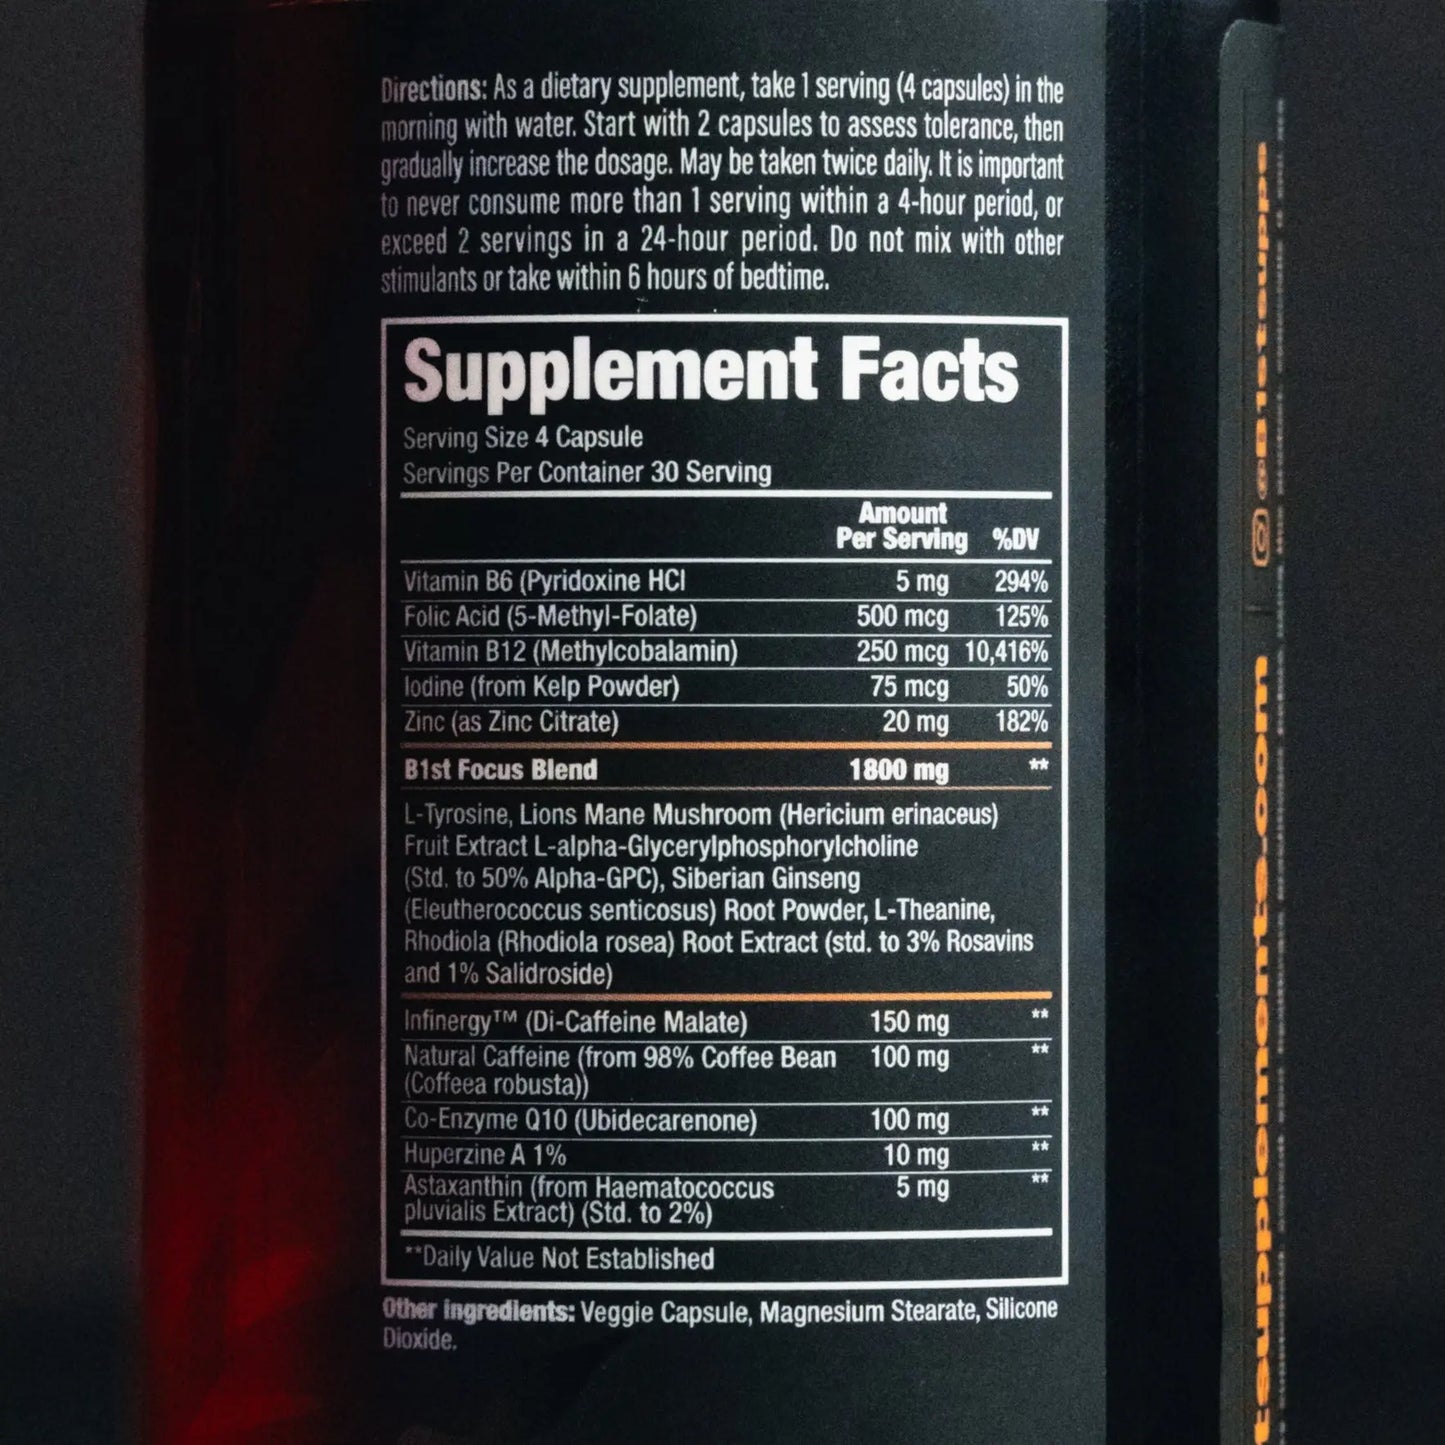 Directions: As a dietary supplement, take 1 serving (4 capsules) in the
morning with water. Start with 2 capsules to assess tolerance, then
gradually increase the dosage. May be taken twice daily. It is important
to never consume more than 1 serving within a 4-hour period, or
exceed 2 servings in a 24-hour period. Do not mix with other
stimulants or take within 6 hours of bedtime.
Supplement Facts
Serving Size 4 Capsule
Servings Per Container 30 Serving
Amount
Per Serving %DV
Vitamin B6 (Pyridoxine HCl 5 mg 294%
Folic Acid (5-Methyl-Folate) 500 mcg 125%
Vitamin B12 (Methylcobalamin) 250 mcg 10,416%
Iodine (from Kelp Powder) 75 mcg 50%
Zinc (as Zinc Citrate) 20 mg 182%
B1st Focus Blend 1800 mg **
L-Tyrosine, Lions Mane Mushroom (Hericium erinaceus)
Fruit Extract L-alpha-Glycerylphosphorylcholine
(Std. to 50% Alpha-GPC), Siberian Ginseng
(Eleutherococcus senticosus) Root Powder, L-Theanine,
Rhodiola (Rhodiola rosea) Root Extract (std. to 3% Rosavins
and 1% Salidroside)
Infinergy™ (Di-Caffeine Malate) 150 mg **
Natural Caffeine (from 98% Coffee Bean 100 mg **
(Coffeea robusta))
Co-Enzyme Q10 (Ubidecarenone) 100 mg **
Huperzine A 1% 10 mg **
Astaxanthin (from Haematococcus 5 mg **
pluvialis Extract) (Std. to 2%)
**Daily Value Not Established
Other Ingredients: Veggie Capsule, Magnesium Stearate, Silicone
Dioxide.
@B1stsupps
tsupplements.com